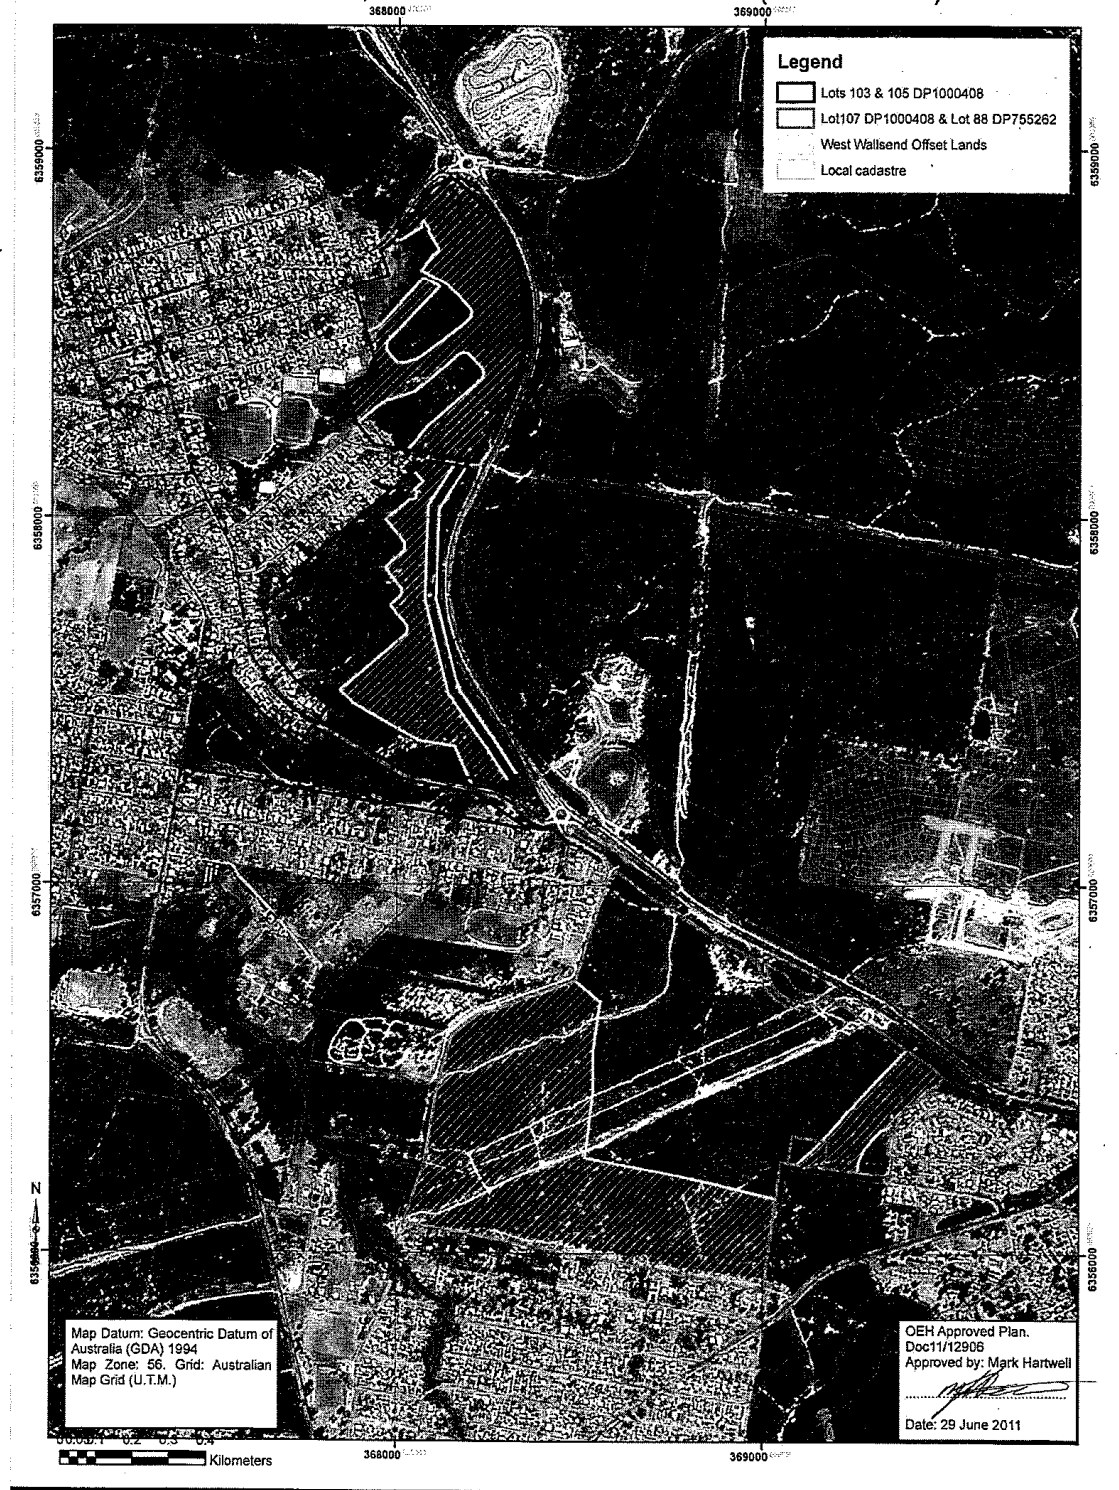 368000
369000
Legend
Lots 103 & 105 DP1000408
Lot107 DP1000408 & Lot 88 DP755262
West Wallsend Offset Lands
Local cadastre
6359000
6359000
6358000
6358000
6357000
6357000
N
6356000
Map Datum: Geocentric Datum of
Australia (GDA) 1994
Map Zone: 56. Grid: Australian
Map Grid (U.T.M.)
OEH Approved Plan.
Doc11/12906
Approved by: Mark Hartwell
Date: 29 June 2011
0.1 0.2 0.3 0.4
Kilometers
368000
369000